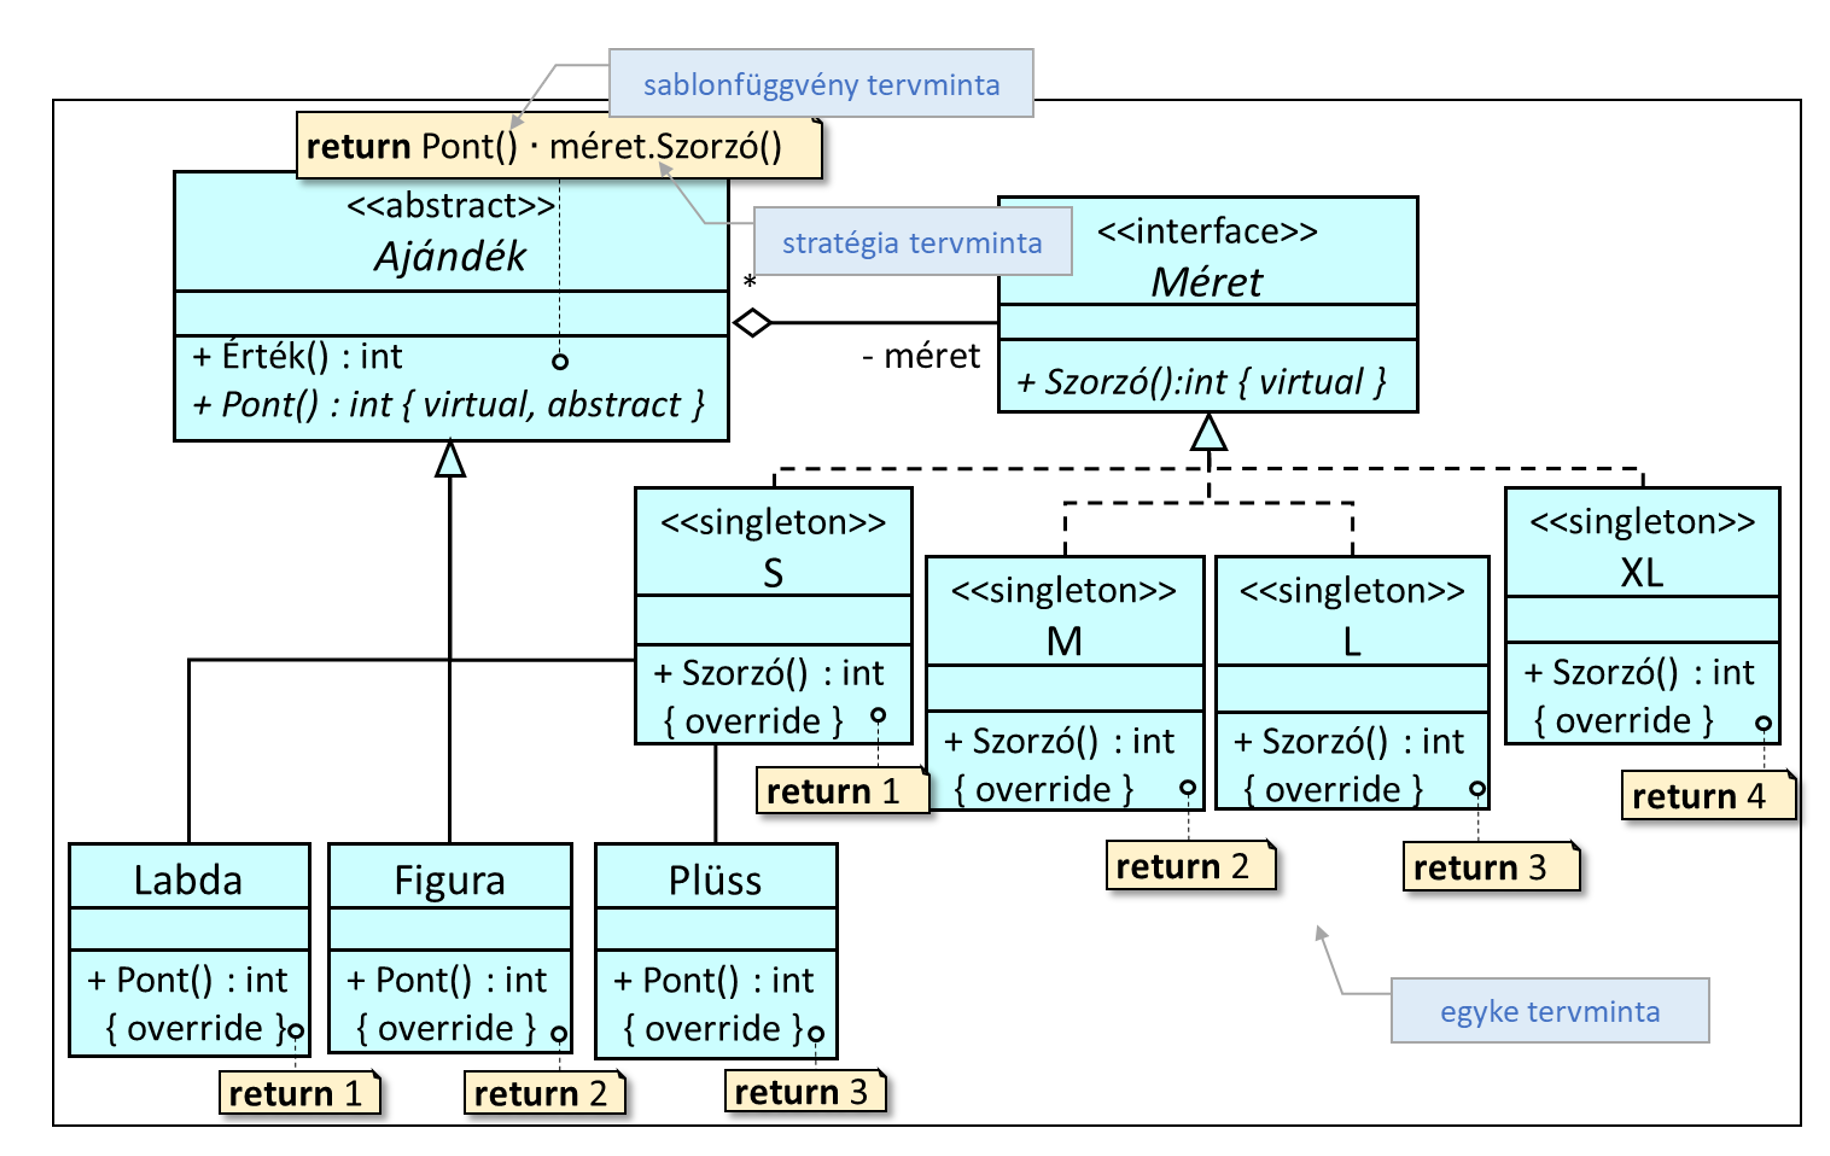 sablonfüggvény tervminta
return Pont() · méret.Szorzó()
<<abstract>>
Ajándék
+ Érték() : int
+ Pont() : int { virtual, abstract }
stratégia tervminta
*
- méret
<<interface>>
Méret
+ Szorzó():int { virtual }
<<singleton>>
S
+ Szorzó() : int
{ override }
return 1
<<singleton>>
M
+ Szorzó() : int
{ override }
return 2
<<singleton>>
L
+ Szorzó() : int
{ override }
return 3
<<singleton>>
XL
+ Szorzó() : int
{ override }
return 4
Labda
+ Pont() : int
{ override }
return 1
Figura
+ Pont() : int
{ override }
return 2
Plüss
+ Pont() : int
{ override }
return 3
egyke tervminta